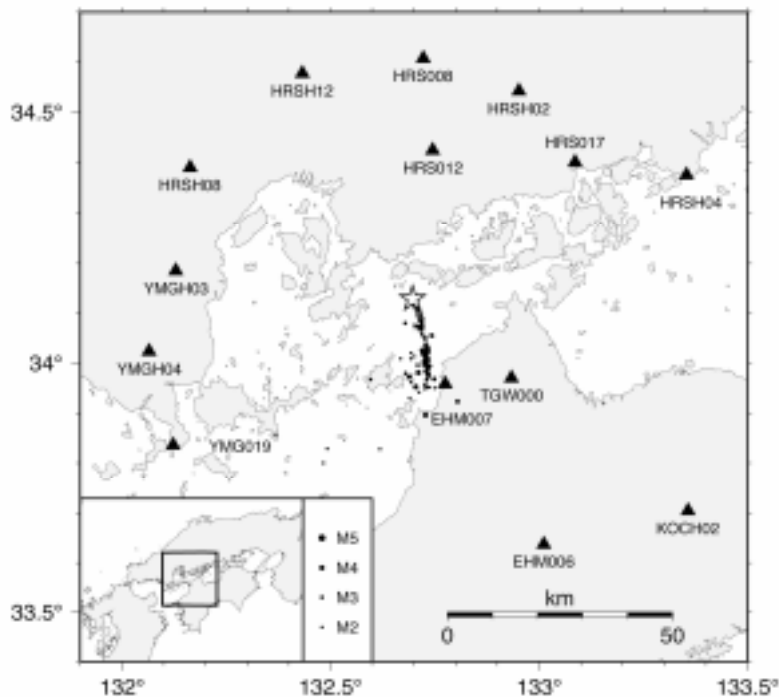 HRS008
HRSH12
HRSH02
34.5°
HRS017
HRS012
HRSH08
HRSH04
YMGH03
34°
YMGH04
TGW000
EHM007
YMG019
M5
M4
M3
M2
KOCH02
EHM006
km
0
50
33.5°
132°
132.5°
133°
133.5°